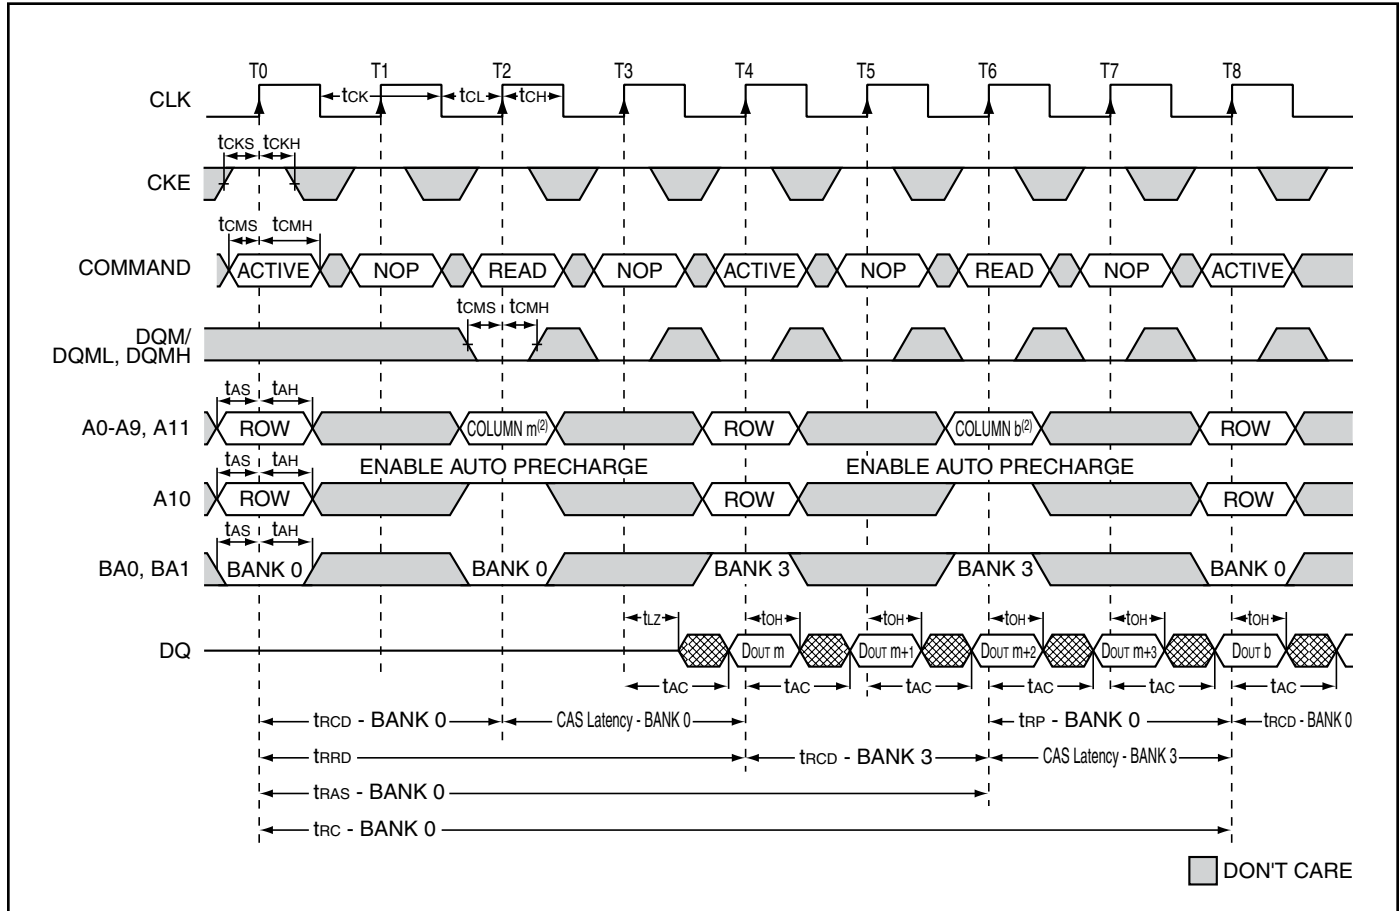 T0 T1 T2 T3 T4 T5 T6 T7 T8
CLK tCK tCL tCH
tCKS tCKH
CKE
tCMS tCMH
COMMAND ACTIVE NOP READ NOP ACTIVE NOP READ NOP ACTIVE
tCMS tCMH
DQM/
DQML, DQMH
tAS tAH
A0-A9, A11 ROW COLUMN m(2) ROW COLUMN b(2) ROW
tAS tAH ENABLE AUTO PRECHARGE ENABLE AUTO PRECHARGE
A10 ROW ROW ROW
tAS tAH
BA0, BA1 BANK 0 BANK 0 BANK 3 BANK 3 BANK 0
tLZ tOH tOH tOH tOH tOH
DQ DOUT m DOUT m+1 DOUT m+2 DOUT m+3 DOUT b
tAC tAC tAC tAC tAC tAC
tRCD - BANK 0 CAS Latency - BANK 0 tRP - BANK 0 tRCD - BANK 0
tRRD tRCD - BANK 3 CAS Latency - BANK 3
tRAS - BANK 0
tRC - BANK 0
DON'T CARE